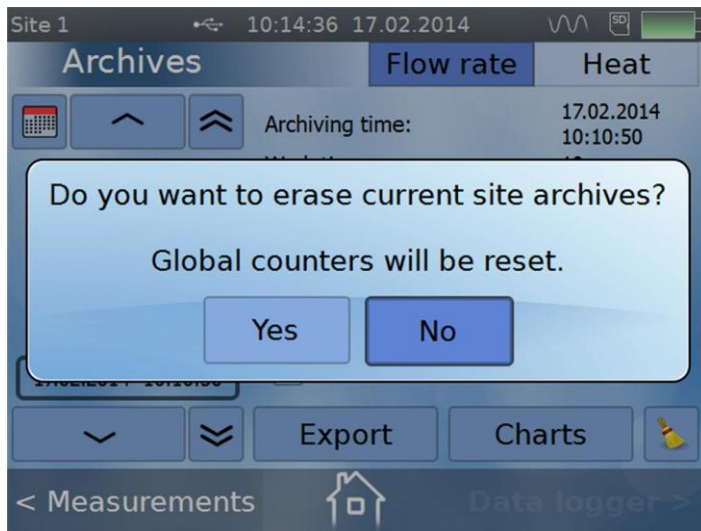 Site 1 10:14:36 17.02.2014 SD
Archives Flow rate Heat
Archiving time: 17.02.2014
10:10:50
Do you want to erase current site archives?
Global counters will be reset.
Yes No
Export Charts
< Measurements Data logger >